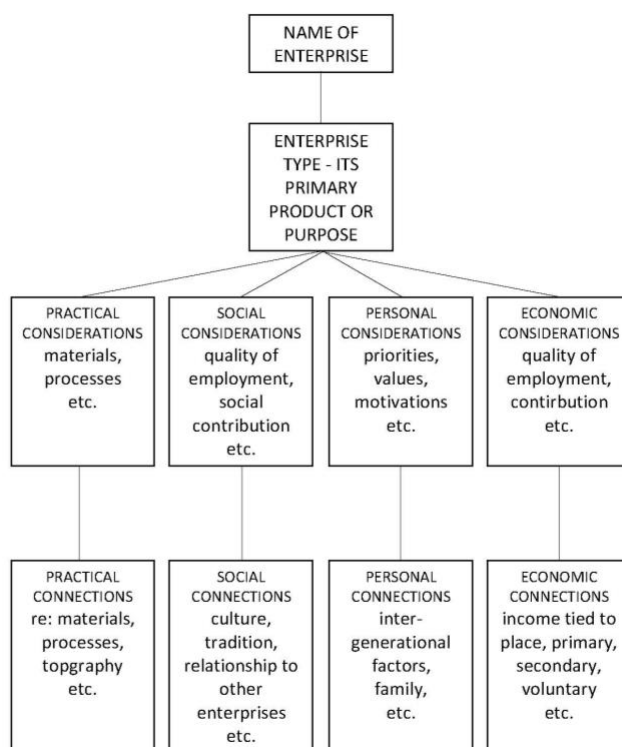 NAME OF
ENTERPRISE
ENTERPRISE
TYPE - ITS
PRIMARY
PRODUCT OR
PURPOSE
PRACTICAL
CONSIDERATIONS
materials,
processes
etc.
SOCIAL
CONSIDERATIONS
quality of
employment,
social
contribution
etc.
PERSONAL
CONSIDERATIONS
priorities,
values,
motivations
etc.
ECONOMIC
CONSIDERATIONS
quality of
employment,
contirbution
etc.
PRACTICAL
CONNECTIONS
re: materials,
processes,
topgraphy
etc.
SOCIAL
CONNECTIONS
culture,
tradition,
relationship to
other
enterprises etc.
PERSONAL
CONNECTIONS
inter-
generational
factors,
family,
etc.
ECONOMIC
CONNECTIONS
income tied to
place, primary,
secondary,
voluntary
etc.